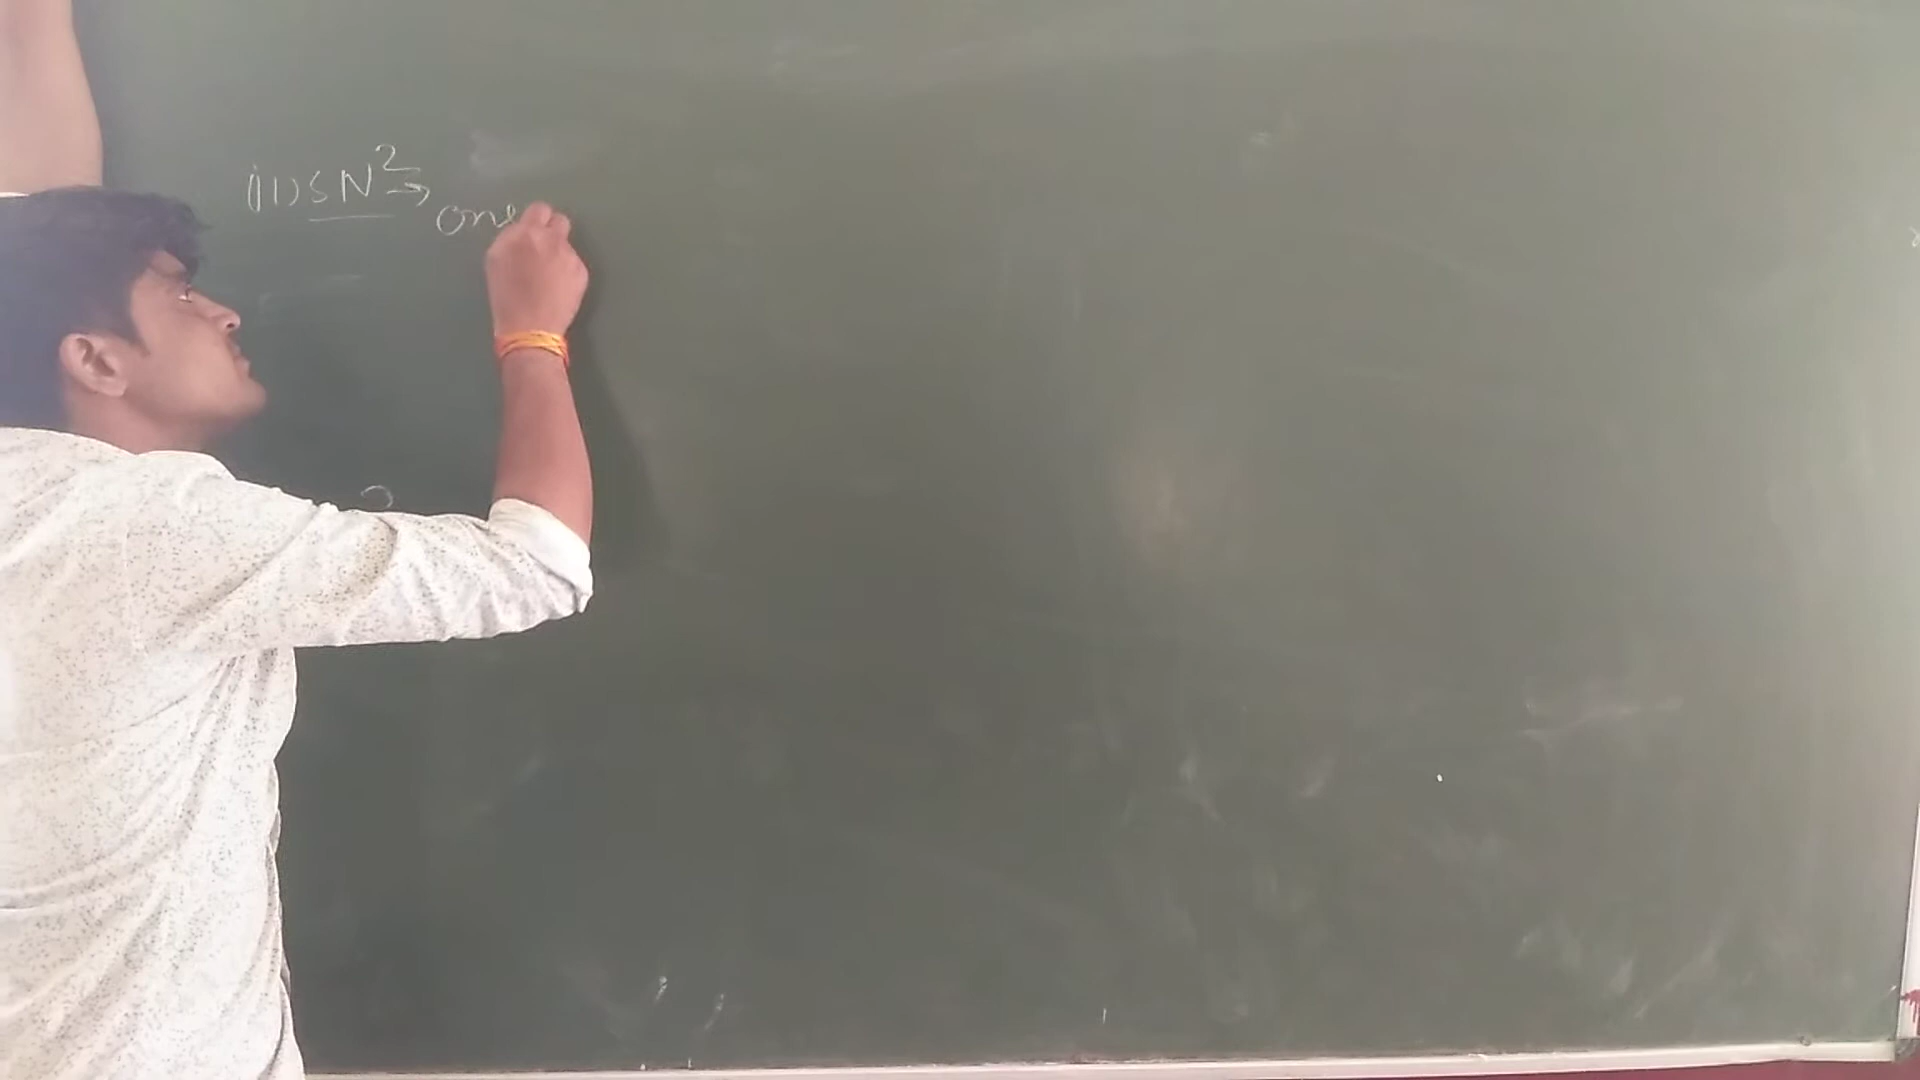 (ii) SN² → one